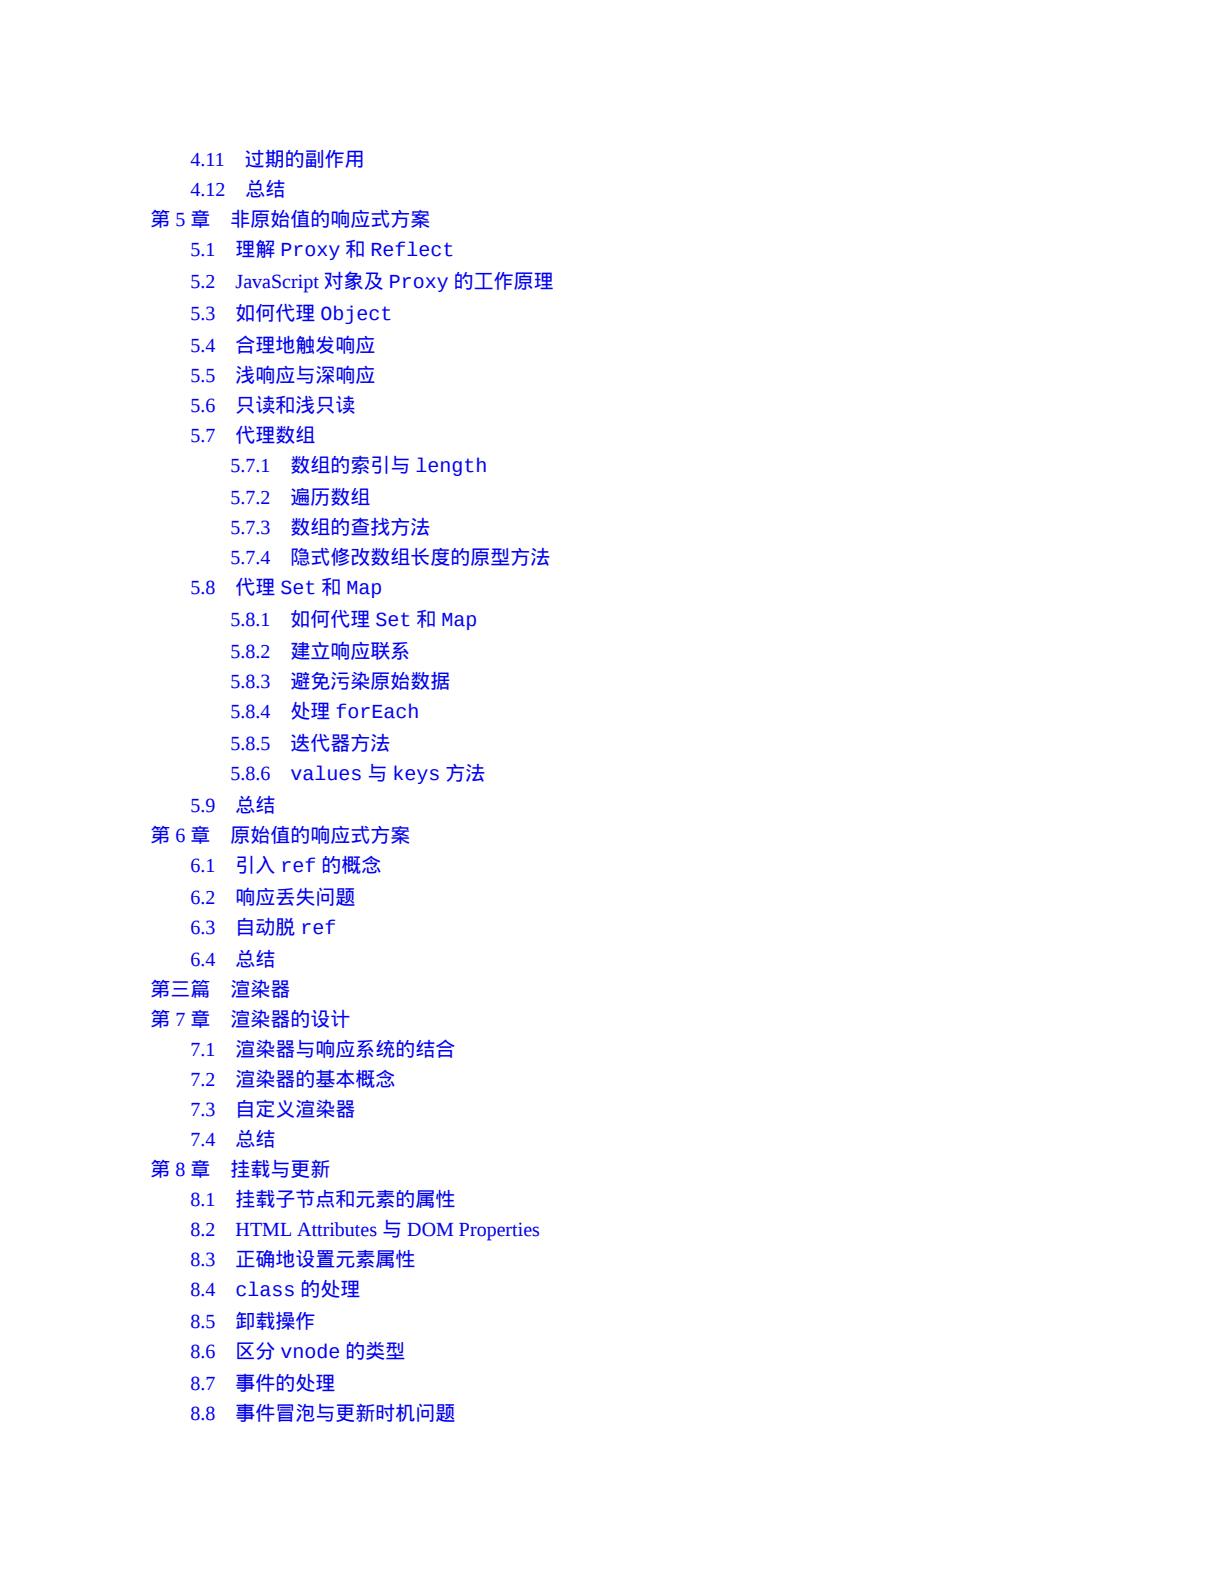 4.11 过期的副作用
4.12 总结
第 5 章 非原始值的响应式方案
5.1 理解 Proxy 和 Reflect
5.2 JavaScript 对象及 Proxy 的工作原理
5.3 如何代理 Object
5.4 合理地触发响应
5.5 浅响应与深响应
5.6 只读和浅只读
5.7 代理数组
5.7.1 数组的索引与 length
5.7.2 遍历数组
5.7.3 数组的查找方法
5.7.4 隐式修改数组长度的原型方法
5.8 代理 Set 和 Map
5.8.1 如何代理 Set 和 Map
5.8.2 建立响应联系
5.8.3 避免污染原始数据
5.8.4 处理 forEach
5.8.5 迭代器方法
5.8.6 values 与 keys 方法
5.9 总结
第 6 章 原始值的响应式方案
6.1 引入 ref 的概念
6.2 响应丢失问题
6.3 自动脱 ref
6.4 总结
第三篇 渲染器
第 7 章 渲染器的设计
7.1 渲染器与响应系统的结合
7.2 渲染器的基本概念
7.3 自定义渲染器
7.4 总结
第 8 章 挂载与更新
8.1 挂载子节点和元素的属性
8.2 HTML Attributes 与 DOM Properties
8.3 正确地设置元素属性
8.4 class 的处理
8.5 卸载操作
8.6 区分 vnode 的类型
8.7 事件的处理
8.8 事件冒泡与更新时机问题